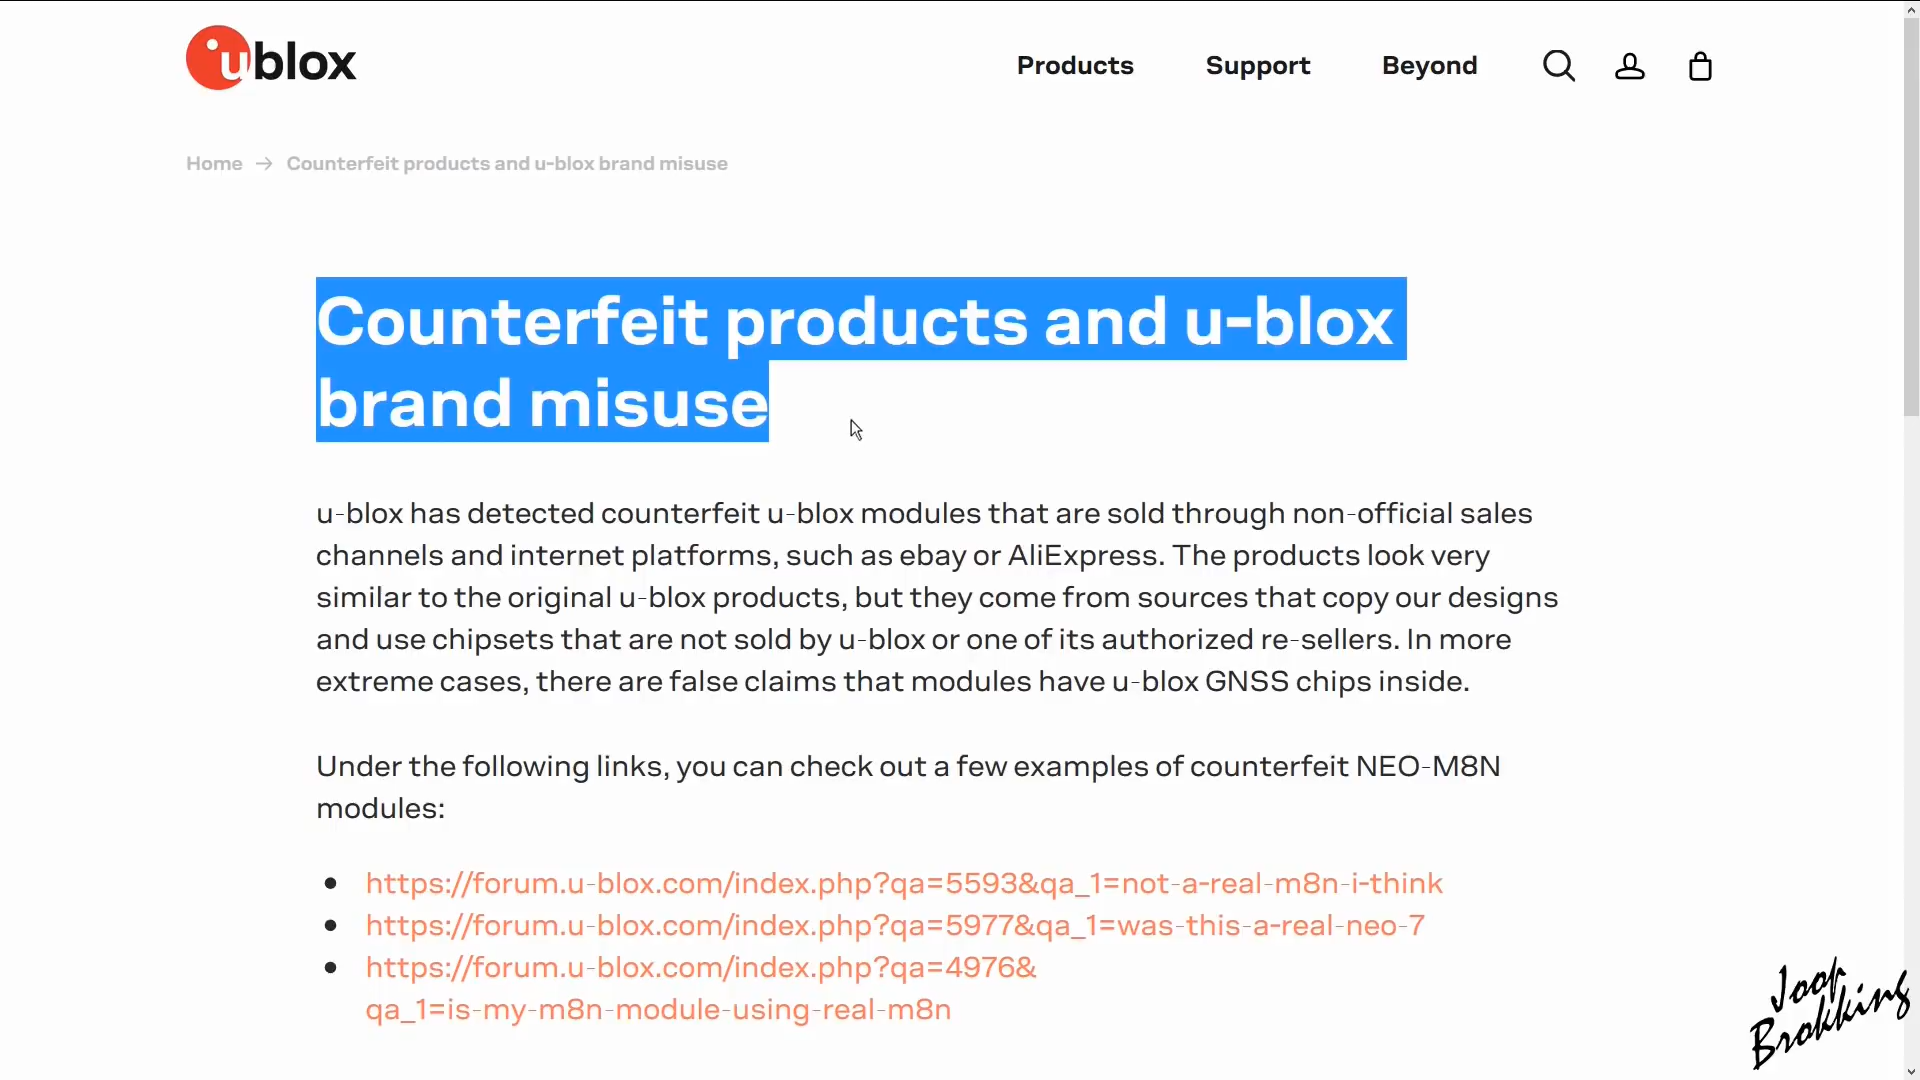 ublox
Products Support Beyond
Home → Counterfeit products and u-blox brand misuse
Counterfeit products and u-blox
brand misuse
u-blox has detected counterfeit u-blox modules that are sold through non-official sales
channels and internet platforms, such as ebay or AliExpress. The products look very
similar to the original u-blox products, but they come from sources that copy our designs
and use chipsets that are not sold by u-blox or one of its authorized re-sellers. In more
extreme cases, there are false claims that modules have u-blox GNSS chips inside.
Under the following links, you can check out a few examples of counterfeit NEO-M8N
modules:
• https://forum.u-blox.com/index.php?qa=5593&qa_1=not-a-real-m8n-i-think
• https://forum.u-blox.com/index.php?qa=5977&qa_1=was-this-a-real-neo-7
• https://forum.u-blox.com/index.php?qa=4976&
qa_1=is-my-m8n-module-using-real-m8n
Joop
Brokking